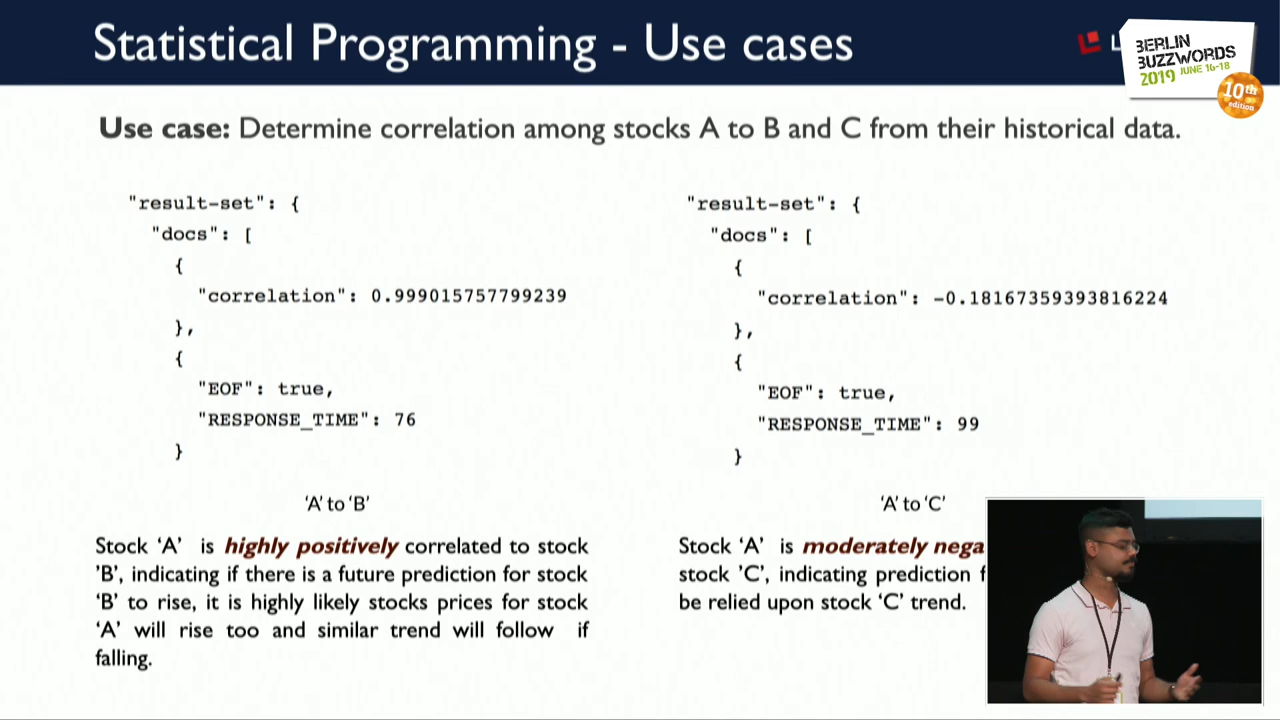 Statistical Programming - Use cases
BERLIN
BUZZWORDS
2019 JUNE 16-18
10th
edition
Use case: Determine correlation among stocks A to B and C from their historical data.
"result-set": {
"docs": [
{
"correlation": 0.999015757799239
},
{
"EOF": true,
"RESPONSE_TIME": 76
}
'A' to 'B'
Stock 'A' is highly positively correlated to stock
'B', indicating if there is a future prediction for stock
'B' to rise, it is highly likely stocks prices for stock
'A' will rise too and similar trend will follow if
falling.
"result-set": {
"docs": [
{
"correlation": -0.18167359393816224
},
{
"EOF": true,
"RESPONSE_TIME": 99
}
'A' to 'C'
Stock 'A' is moderately nega
stock 'C', indicating prediction f
be relied upon stock 'C' trend.